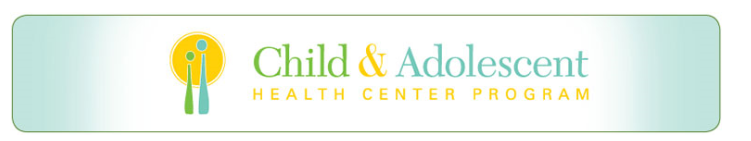 Child & Adolescent
HEALTH CENTER PROGRAM